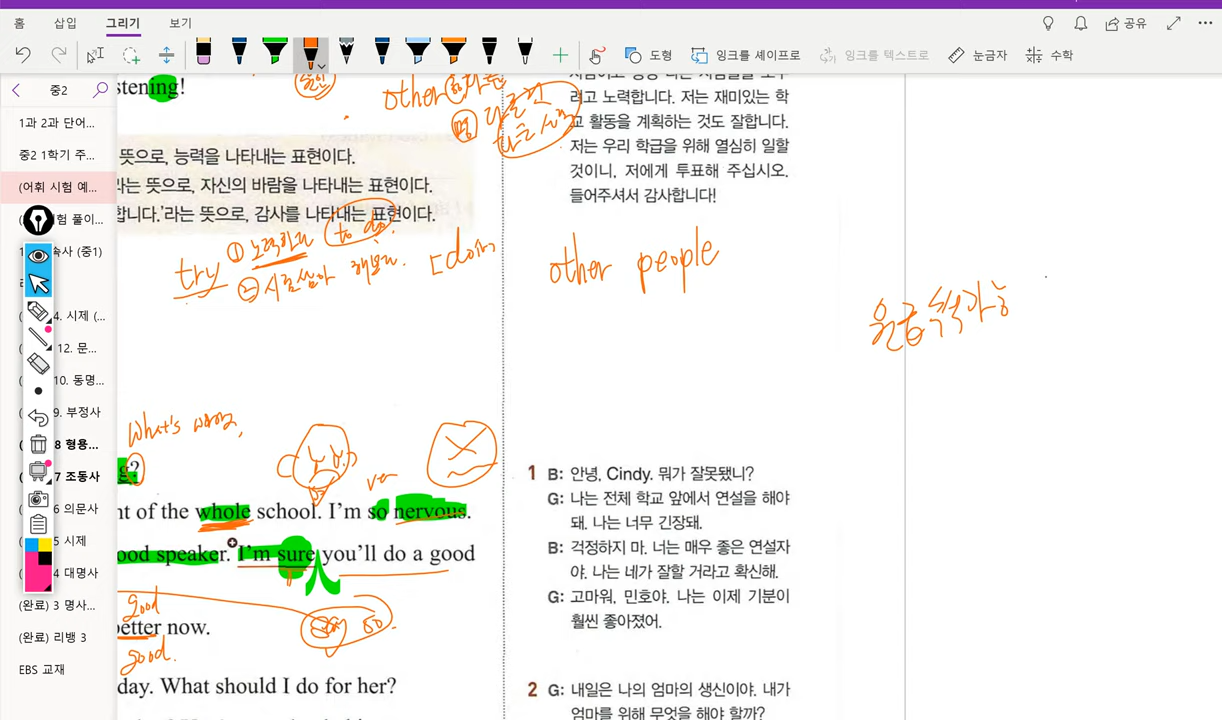 홈 삽입 그리기 보기
공유
도형 잉크를 셰이프로 잉크를 텍스트로 눈금자 수학
중2
1과 2과 단어...
중2 1학기 주...
(어휘 시험 예...
험 풀이...
속사 (중1)
4. 시제 (...
12. 문...
10. 동명...
9. 부정사
8 형용...
7 조동사
6 의문사
5 시제
4 대명사
(완료) 3 명사...
(완료) 리뱅 3
EBS 교재
stening!
other
뜻으로, 능력을 나타내는 표현이다.
라는 뜻으로, 자신의 바람을 나타내는 표현이다.
합니다.'라는 뜻으로, 감사를 나타내는 표현이다.
try ① 노력하다 to do.
② 시험삼아 해보다. [doing
What's wrong,
g?
nt of the whole school. I'm so nervous.
ood speaker. I'm sure you'll do a good
good
better now.
good.
so.
day. What should I do for her?
려고 노력합니다. 저는 재미있는 학
교 활동을 계획하는 것도 잘합니다.
저는 우리 학급을 위해 열심히 일할
것이니, 저에게 투표해 주십시오.
들어주셔서 감사합니다!
other people
1 B: 안녕, Cindy. 뭐가 잘못됐니?
G: 나는 전체 학교 앞에서 연설을 해야
돼. 나는 너무 긴장돼.
B: 걱정하지 마. 너는 매우 좋은 연설자
야. 나는 네가 잘할 거라고 확신해.
G: 고마워, 민호야. 나는 이제 기분이
훨씬 좋아졌어.
2 G: 내일은 나의 엄마의 생신이야. 내가
엄마를 위해 무엇을 해야 할까?